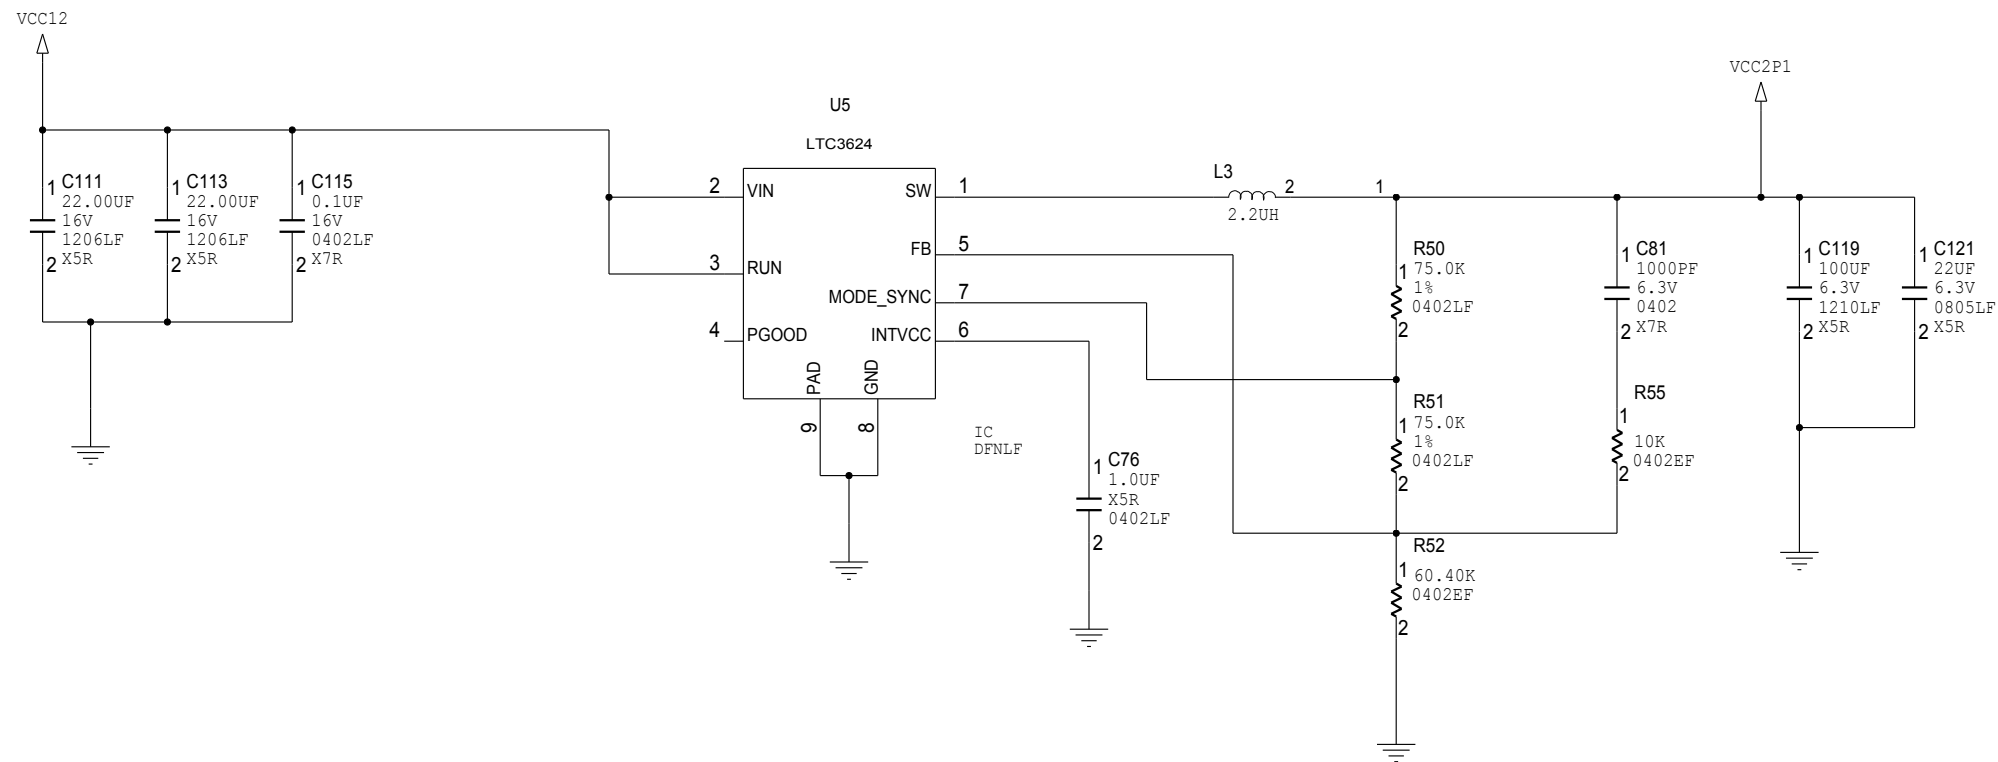 VCC12
VCC2P1
U5
LTC3624
1 C111
22.00UF
16V
1206LF
2 X5R
1 C113
22.00UF
16V
1206LF
2 X5R
1 C115
0.1UF
16V
0402LF
2 X7R
2 VIN
3 RUN
4 PGOOD
PAD
GND
9
8
SW 1
FB 5
MODE_SYNC 7
INTVCC 6
IC
DFNLF
L3
2
1
2.2UH
1 C76
1.0UF
X5R
0402LF
2
R50
1 75.0K
1%
0402LF
2
R51
1 75.0K
1%
0402LF
2
R52
1 60.40K
0402EF
2
C81
1 1000PF
6.3V
0402
2 X7R
R55
1
10K
0402EF
2
1 C119
100UF
6.3V
1210LF
2 X5R
1 C121
22UF
6.3V
0805LF
2 X5R